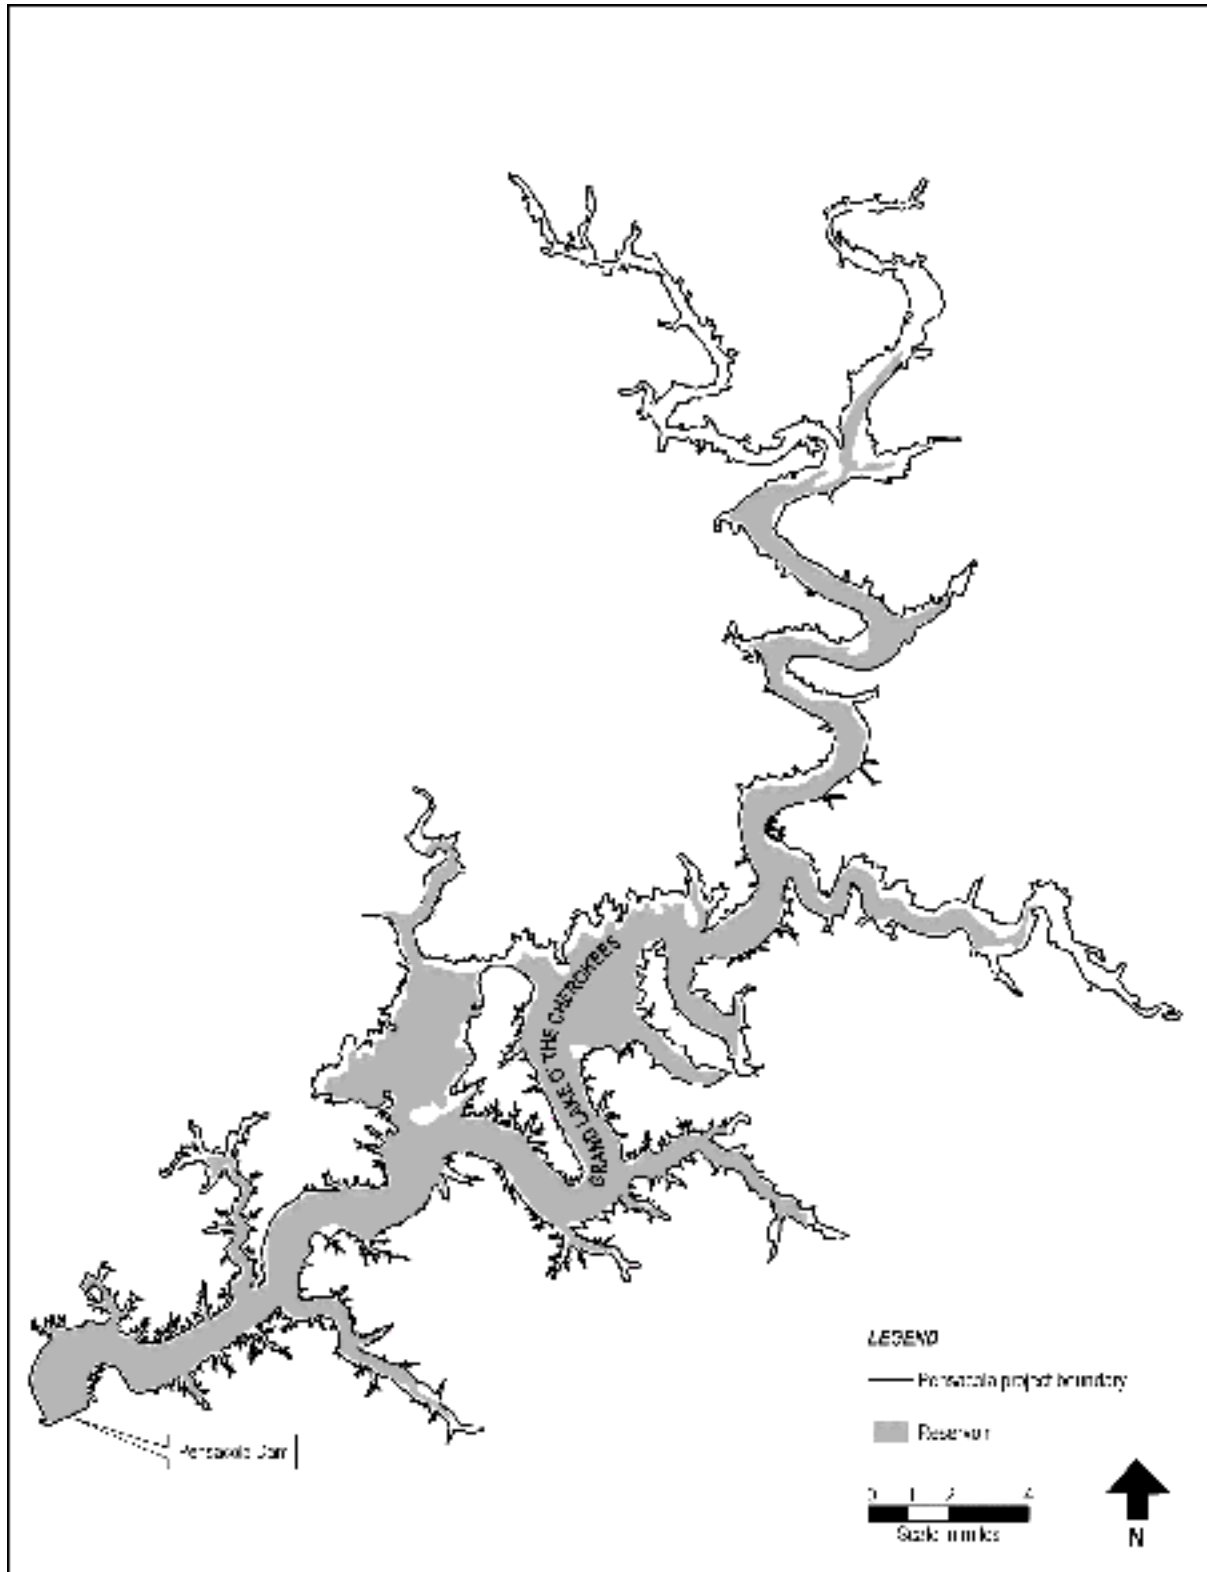 GRAND LAKE O' THE CHEROKEES
LEGEND
Pensacola project boundary
Reservoir
Pensacola Dam
0 1 2 4
Scale in miles
N